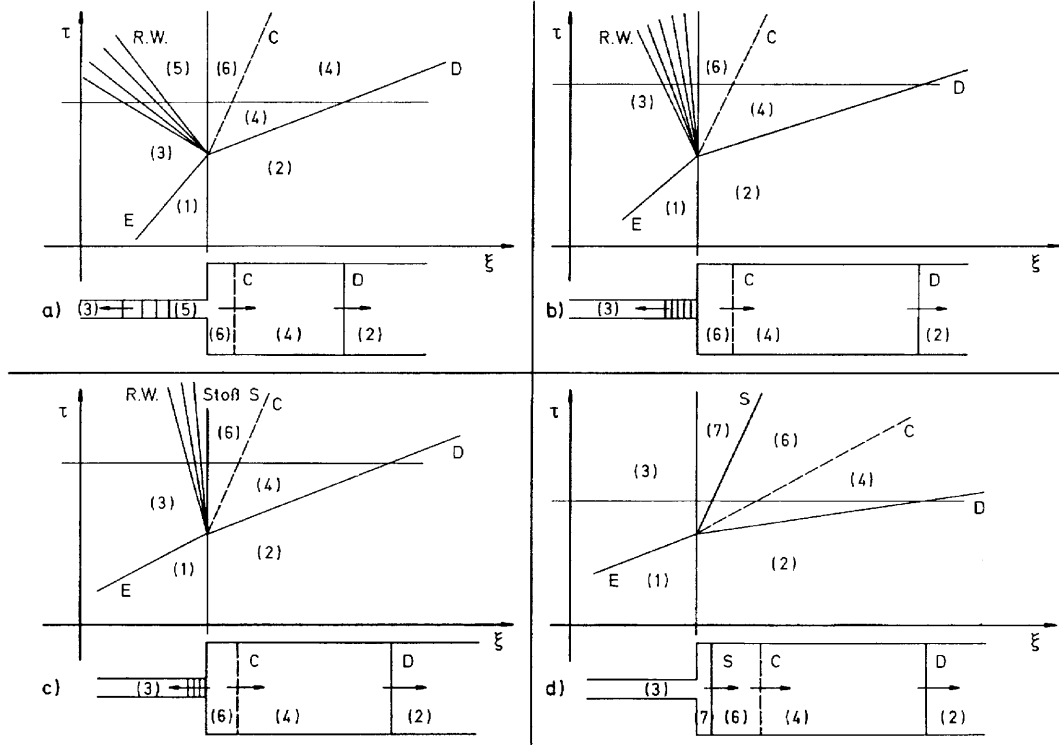 τ
R.W.
C
(5)
(6)
(4)
D
(4)
(3)
(2)
(1)
E
ξ
a)
(3)
(5)
C
D
(6)
(4)
(2)
R.W.
C
(6)
(3)
(4)
D
(2)
(1)
E
ξ
b)
(3)
C
D
(6)
(4)
(2)
τ
R.W.
Stoß S
C
(6)
D
(4)
(3)
(2)
(1)
E
ξ
c)
(3)
C
D
(6)
(4)
(2)
τ
S
(7)
(6)
C
(3)
(4)
D
(2)
E
(1)
ξ
d)
(3)
S
C
D
(7)
(6)
(4)
(2)